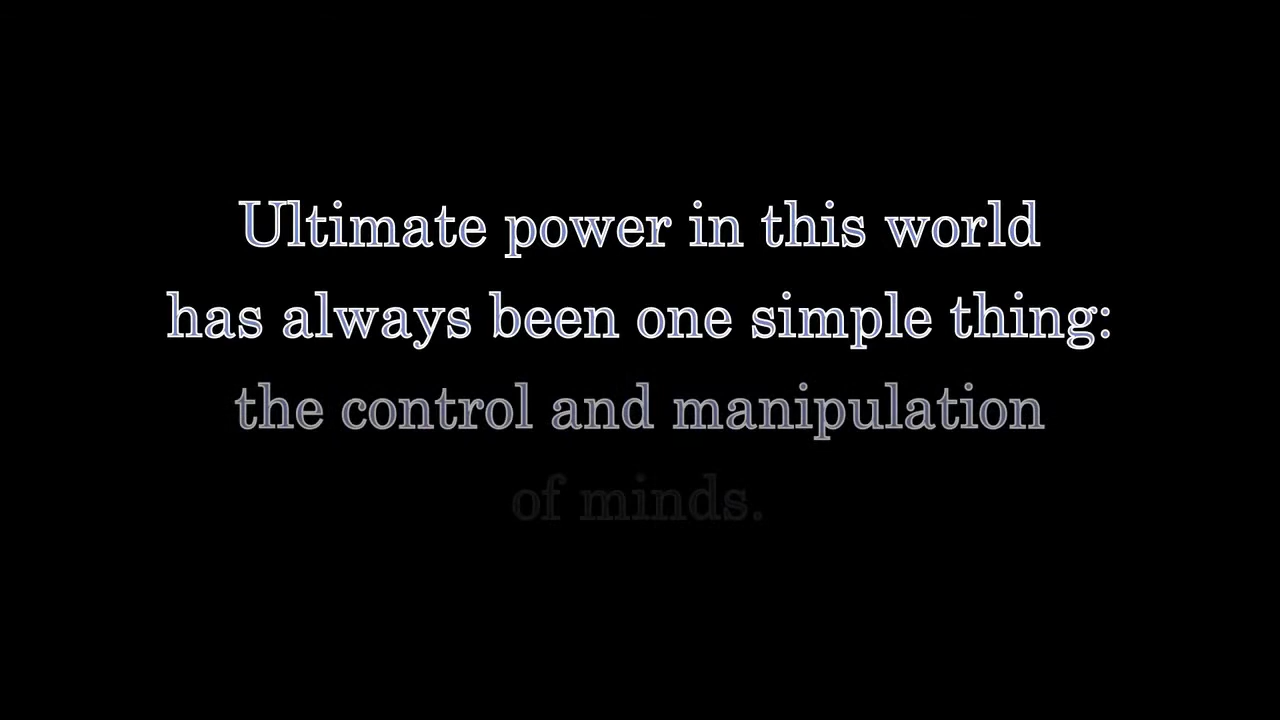 Ultimate power in this world
has always been one simple thing:
the control and manipulation
of minds.